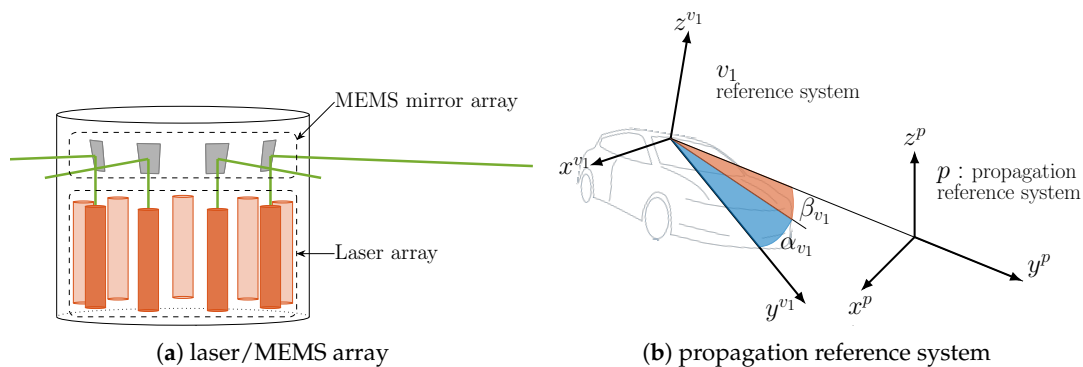 MEMS mirror array
Laser array
(a) laser/MEMS array
z^{v_1}
v_1
reference system
x^{v_1}
β_{v_1}
α_{v_1}
y^{v_1}
z^p
p : propagation
reference system
y^p
x^p
(b) propagation reference system